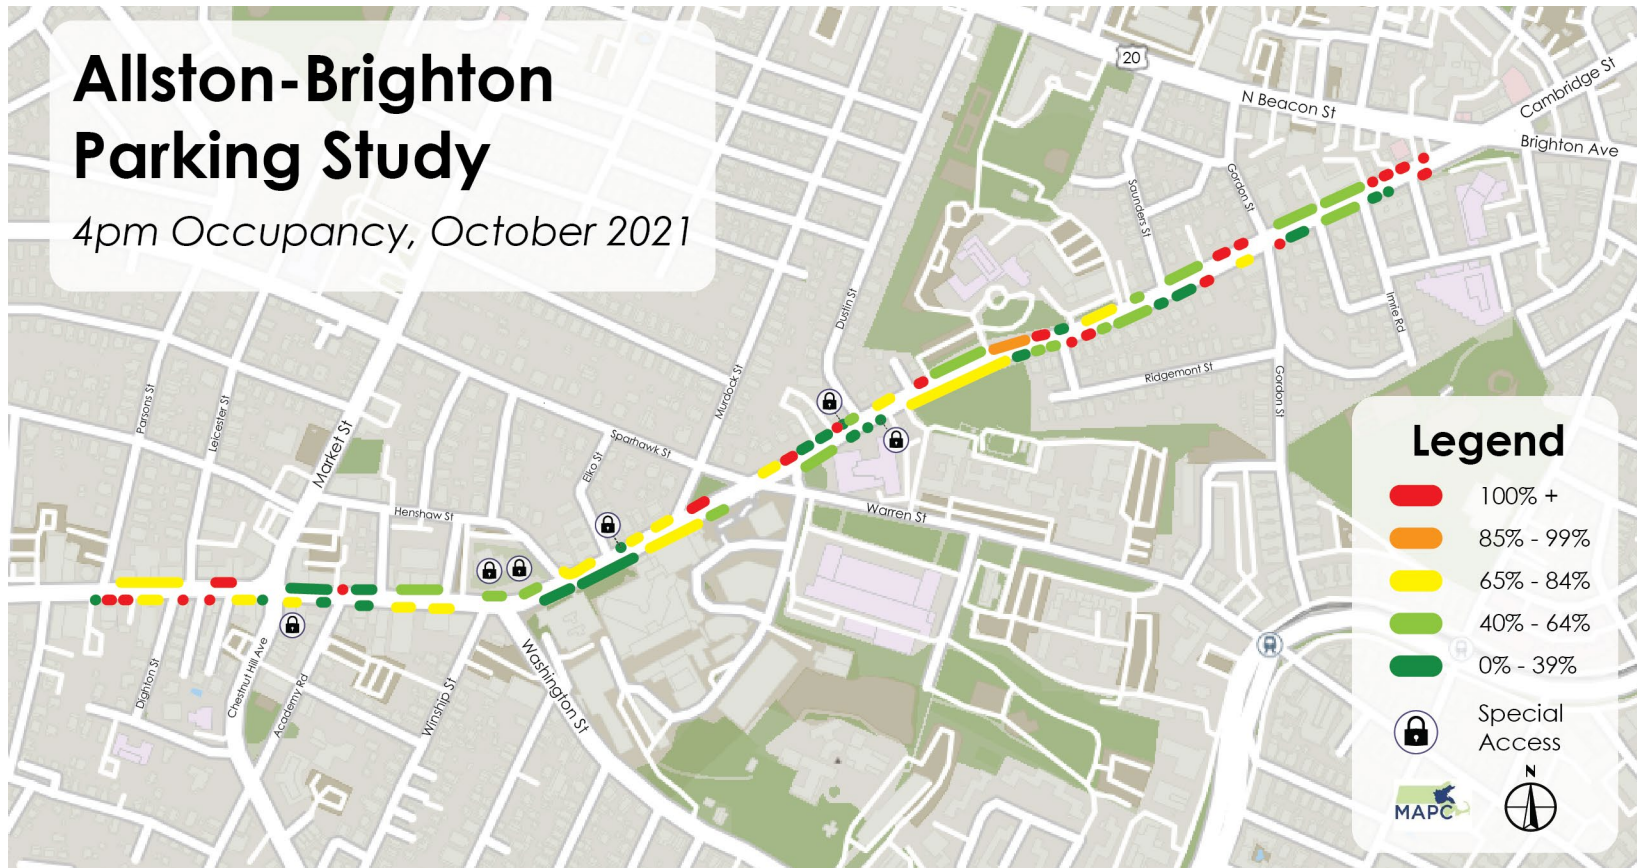 Allston-Brighton
Parking Study
4pm Occupancy, October 2021
20
N Beacon St
Cambridge St
Brighton Ave
Gordon St
Saunders St
Dustin St
Imrie Rd
Ridgemont St
Gordon St
Murdock St
Parsons St
Leicester St
Market St
Sparhawk St
Elko St
Henshaw St
Warren St
Washington St
Chestnut Hill Ave
Dighton St
Academy Rd
Winship St
Legend
100% +
85% - 99%
65% - 84%
40% - 64%
0% - 39%
Special
Access
N
MAPC